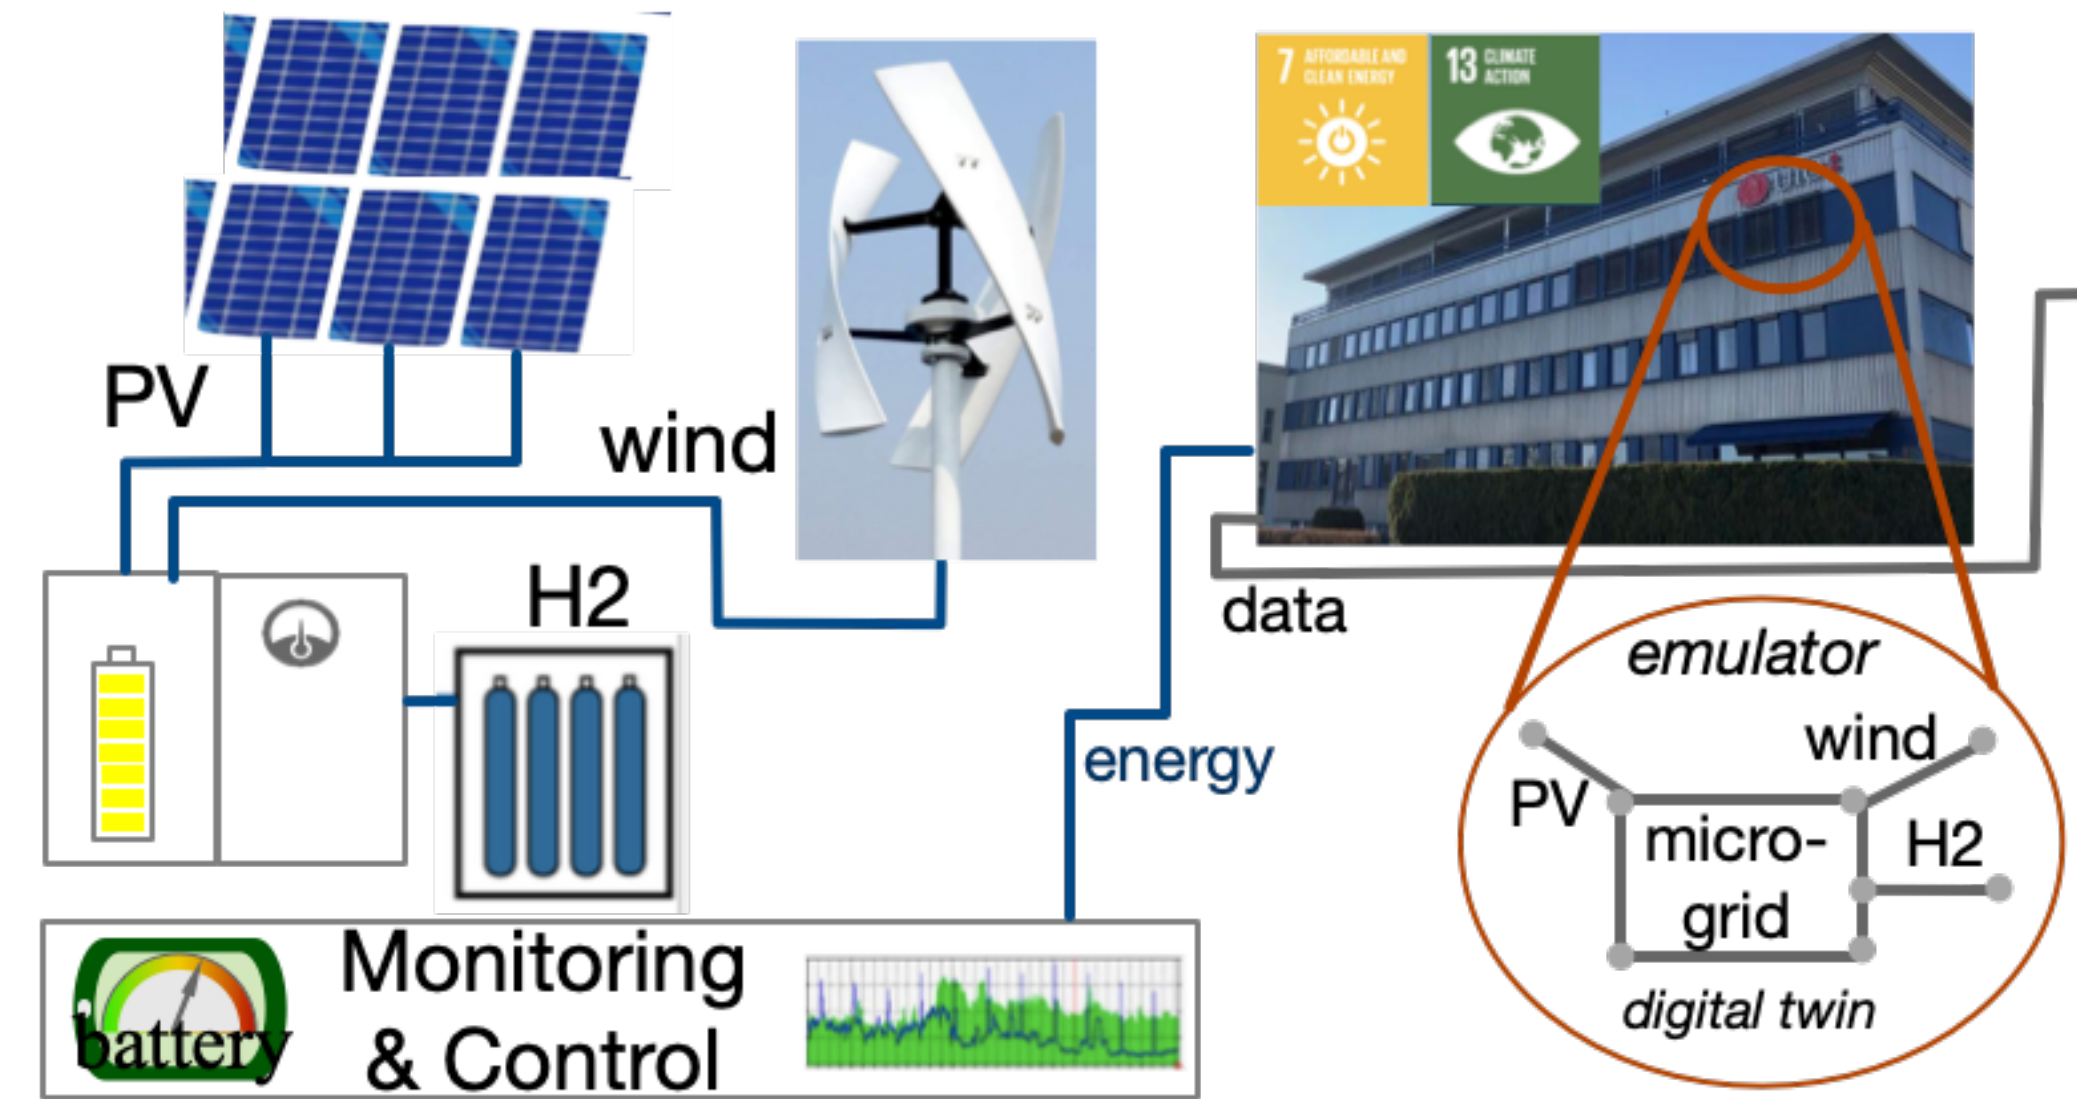 7 AFFORDABLE AND
CLEAN ENERGY
13 CLIMATE
ACTION
PV
wind
H2
data
energy
emulator
wind
PV
micro-
grid
H2
digital twin
battery
Monitoring
& Control